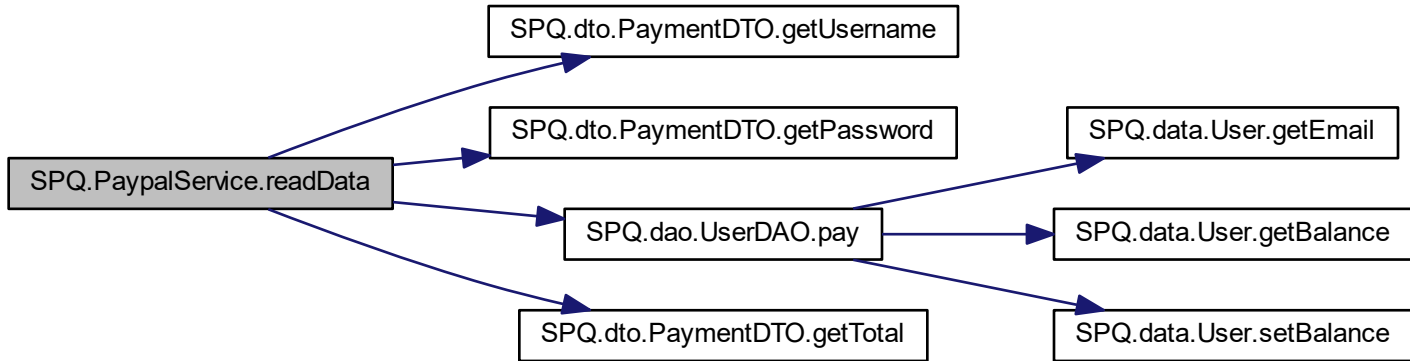 SPQ.dto.PaymentDTO.getUsername
SPQ.dto.PaymentDTO.getPassword
SPQ.data.User.getEmail
SPQ.PaypalService.readData
SPQ.dao.UserDAO.pay
SPQ.data.User.getBalance
SPQ.dto.PaymentDTO.getTotal
SPQ.data.User.setBalance